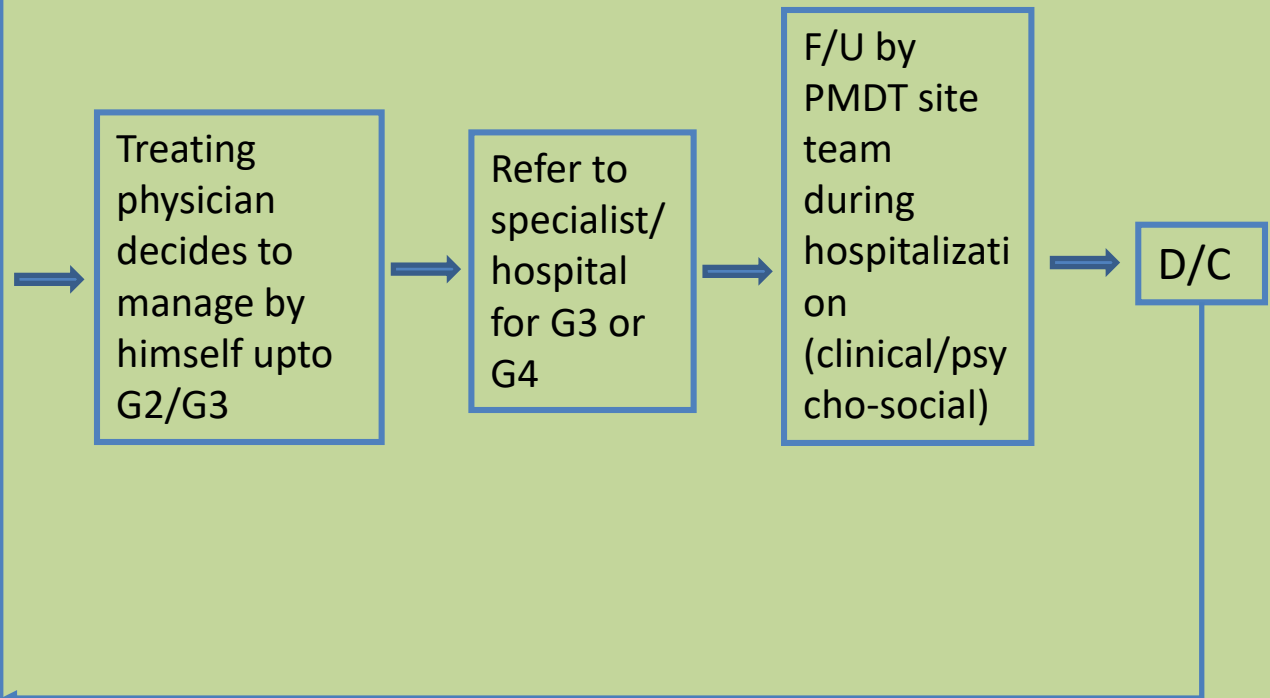 Treating
physician
decides to
manage by
himself upto
G2/G3
Refer to
specialist/
hospital
for G3 or
G4
F/U by
PMDT site
team
during
hospitalizati
on
(clinical/psy
cho-social)
D/C